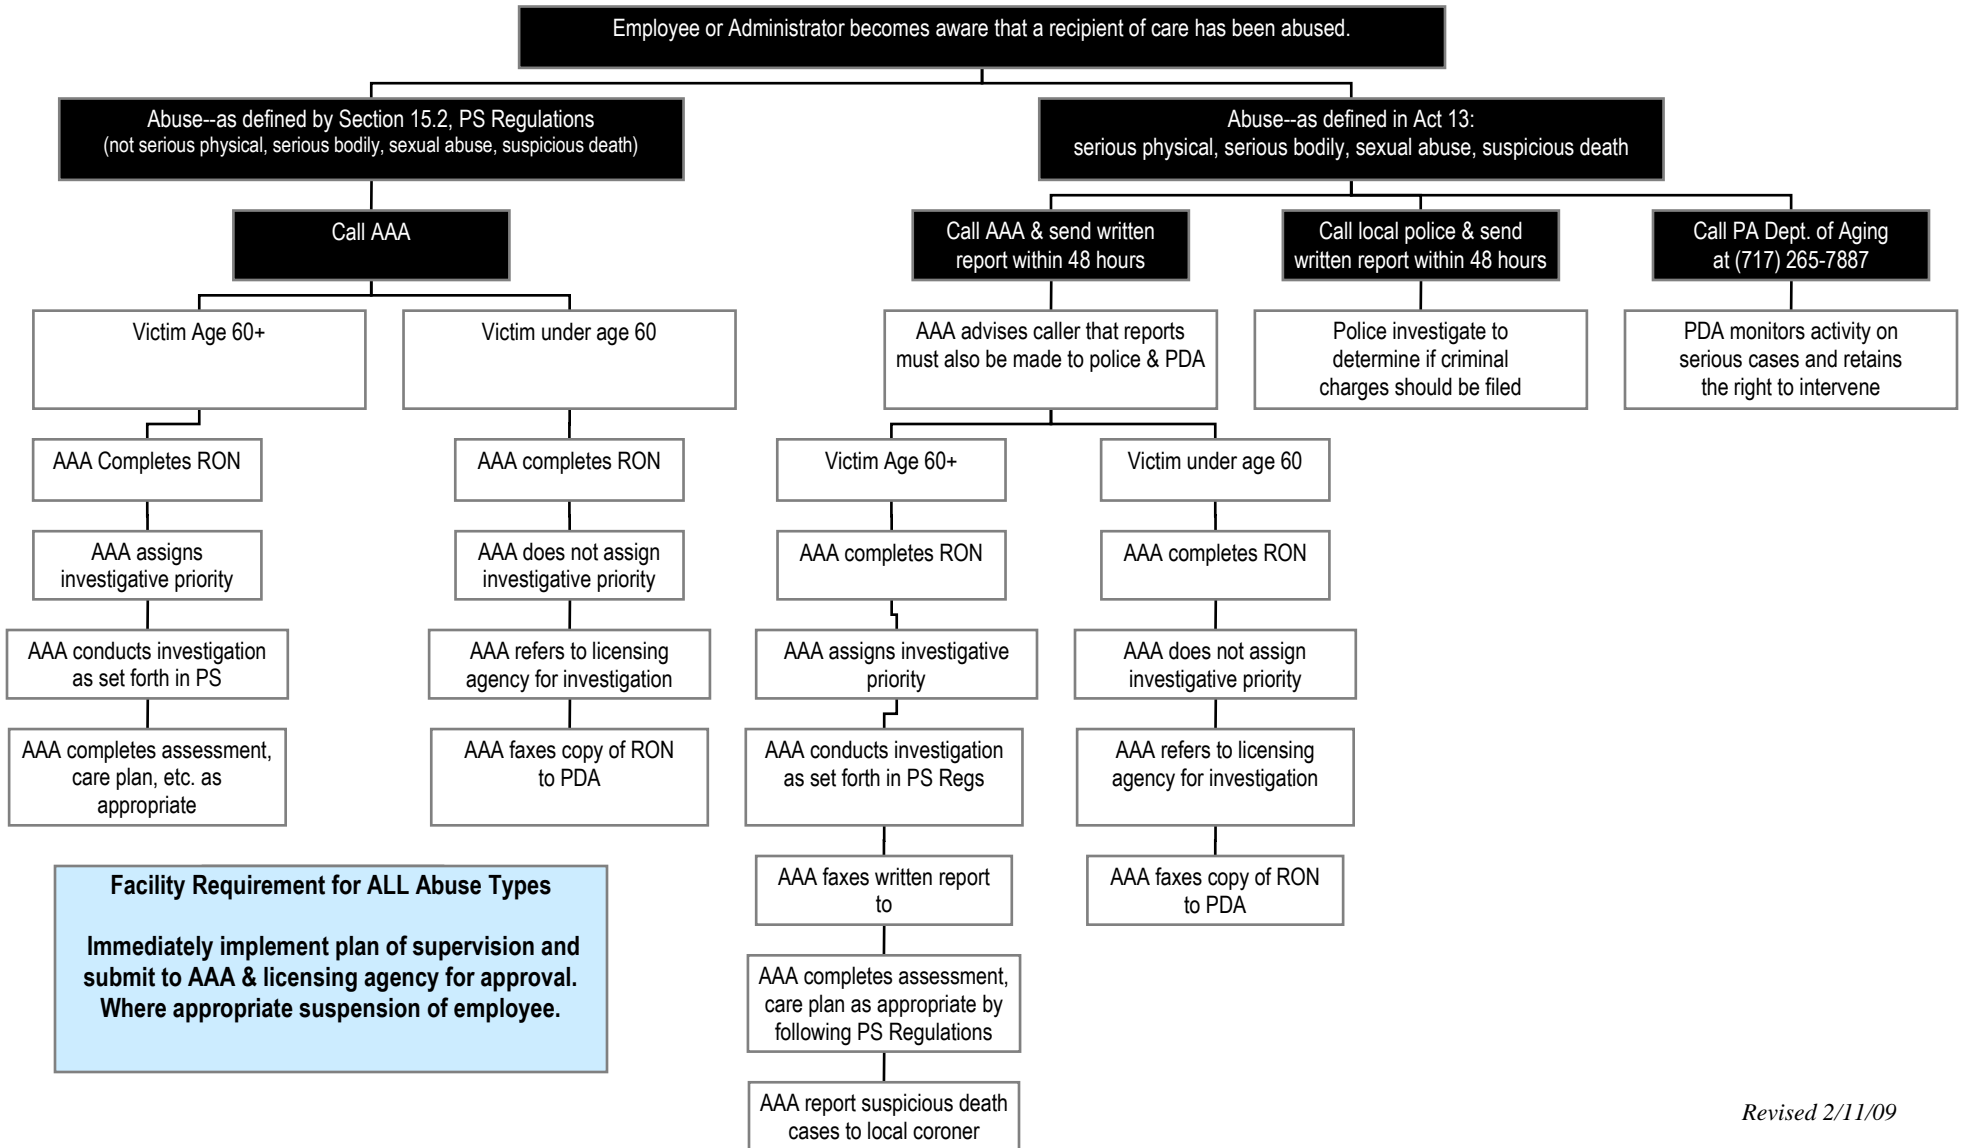 Employee or Administrator becomes aware that a recipient of care has been abused.
Abuse--as defined by Section 15.2, PS Regulations
(not serious physical, serious bodily, sexual abuse, suspicious death)
Abuse--as defined in Act 13:
serious physical, serious bodily, sexual abuse, suspicious death
Call AAA
Call AAA & send written
report within 48 hours
Call local police & send
written report within 48 hours
Call PA Dept. of Aging
at (717) 265-7887
Victim Age 60+
Victim under age 60
AAA advises caller that reports
must also be made to police & PDA
Police investigate to
determine if criminal
charges should be filed
PDA monitors activity on
serious cases and retains
the right to intervene
AAA Completes RON
AAA completes RON
Victim Age 60+
Victim under age 60
AAA assigns
investigative priority
AAA does not assign
investigative priority
AAA completes RON
AAA completes RON
AAA conducts investigation
as set forth in PS
AAA refers to licensing
agency for investigation
AAA assigns investigative
priority
AAA does not assign
investigative priority
AAA completes assessment,
care plan, etc. as
appropriate
AAA faxes copy of RON
to PDA
AAA conducts investigation
as set forth in PS Regs
AAA refers to licensing
agency for investigation
Facility Requirement for ALL Abuse Types
Immediately implement plan of supervision and
submit to AAA & licensing agency for approval.
Where appropriate suspension of employee.
AAA faxes written report
to
AAA faxes copy of RON
to PDA
AAA completes assessment,
care plan as appropriate by
following PS Regulations
AAA report suspicious death
cases to local coroner
Revised 2/11/09